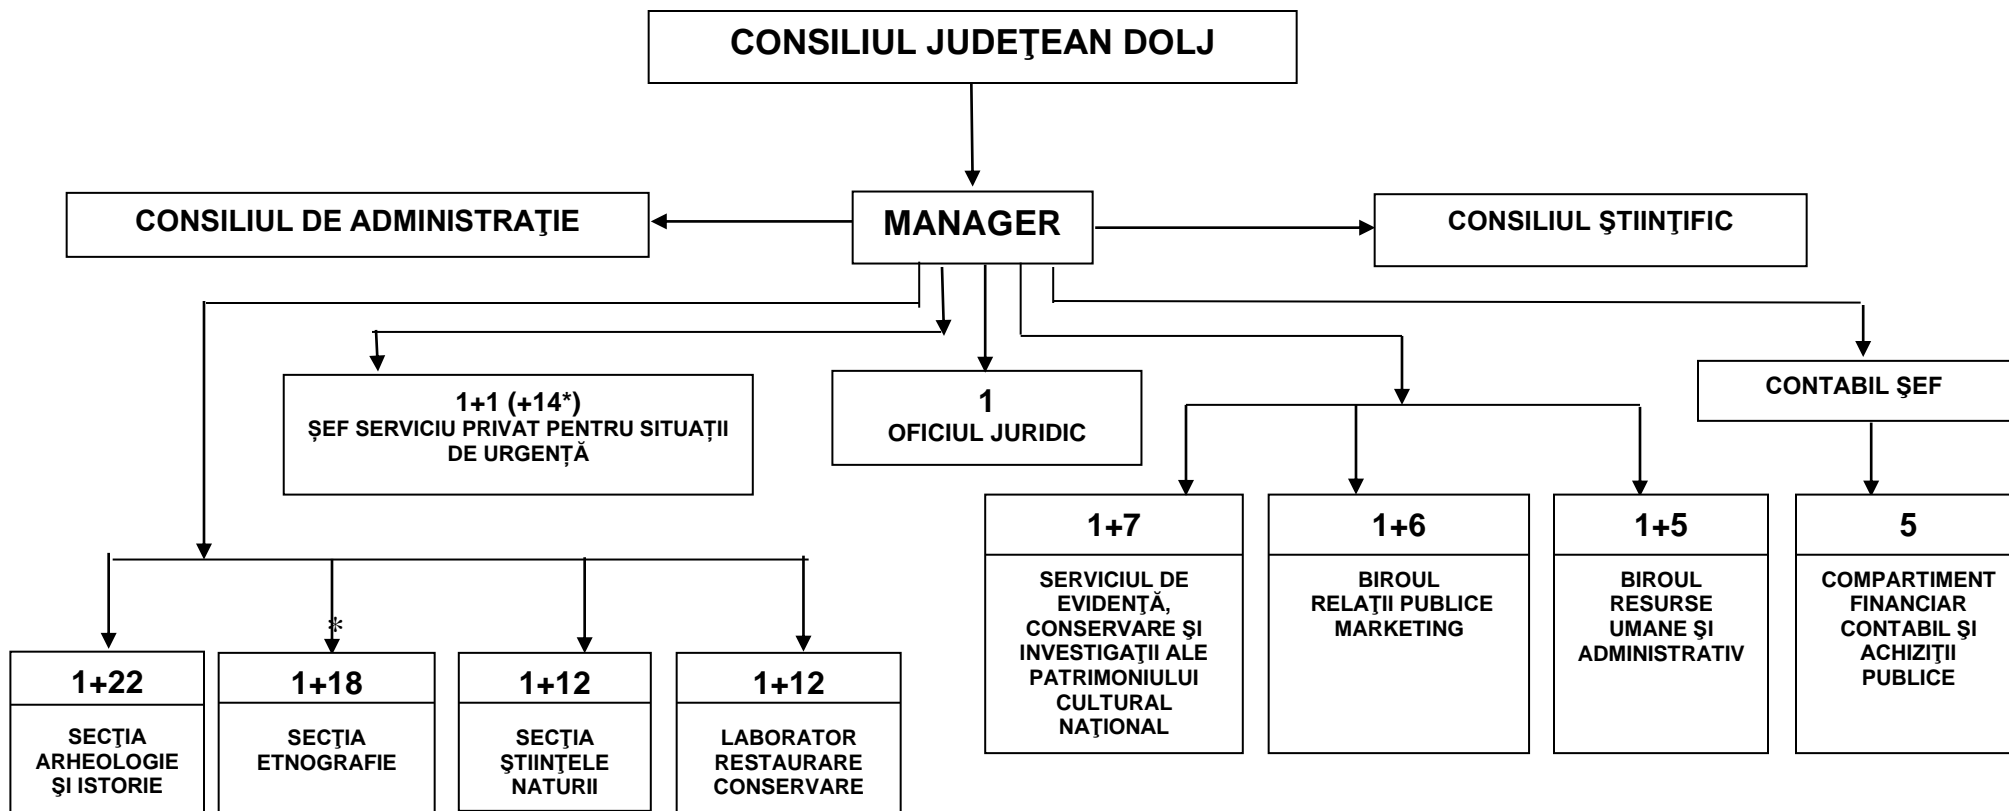 CONSILIUL JUDEŢEAN DOLJ
CONSILIUL DE ADMINISTRAŢIE
MANAGER
CONSILIUL ŞTIINŢIFIC
1+1 (+14*)
ȘEF SERVICIU PRIVAT PENTRU SITUAȚII
DE URGENȚĂ
1
OFICIUL JURIDIC
CONTABIL ŞEF
1+7
SERVICIUL DE
EVIDENŢĂ,
CONSERVARE ŞI
INVESTIGAŢII ALE
PATRIMONIULUI
CULTURAL
NAŢIONAL
1+6
BIROUL
RELAŢII PUBLICE
MARKETING
1+5
BIROUL
RESURSE
UMANE ŞI
ADMINISTRATIV
5
COMPARTIMENT
FINANCIAR
CONTABIL ŞI
ACHIZIŢII
PUBLICE
*
1+22
SECŢIA
ARHEOLOGIE
ŞI ISTORIE
1+18
SECŢIA
ETNOGRAFIE
1+12
SECŢIA
ŞTIINŢELE
NATURII
1+12
LABORATOR
RESTAURARE
CONSERVARE